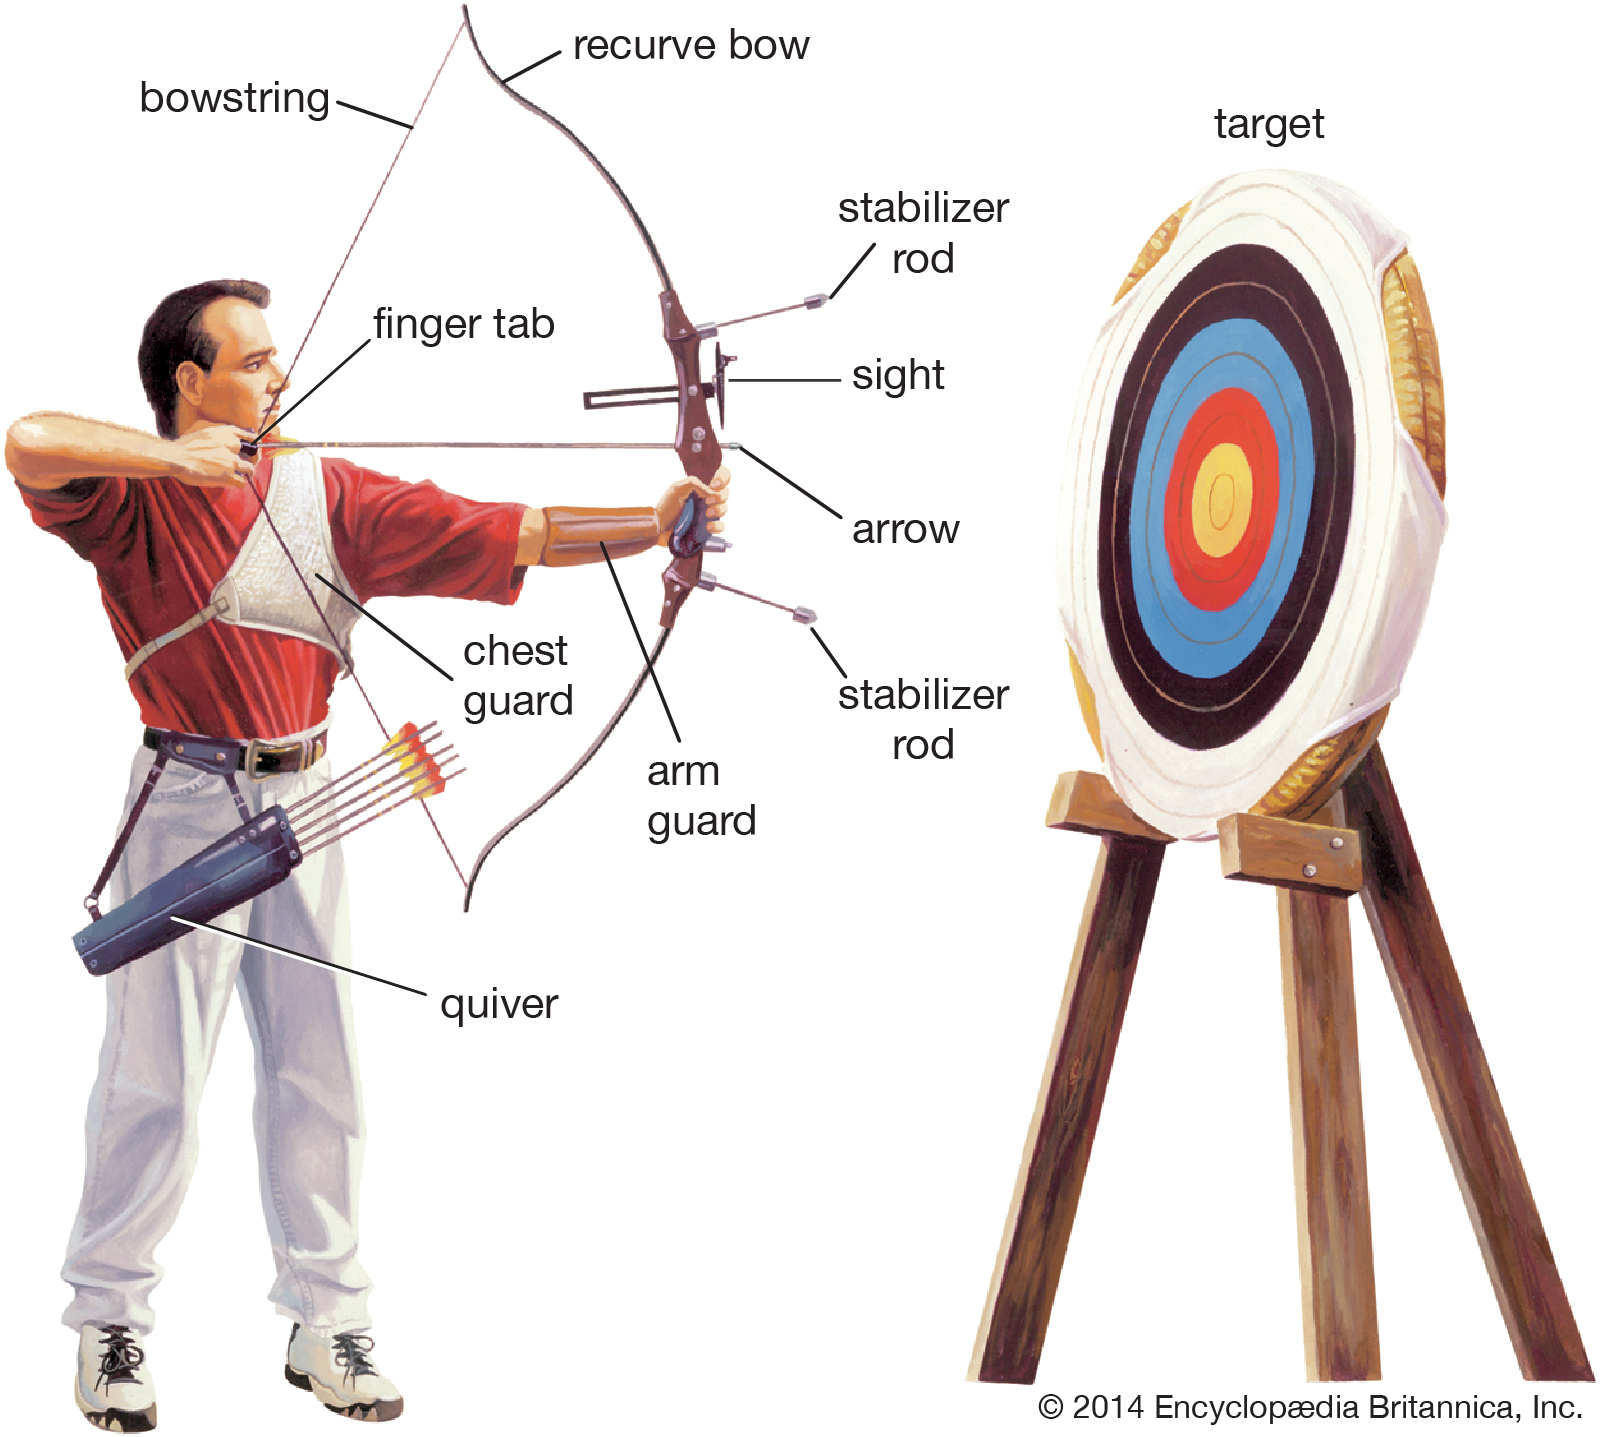 recurve bow
bowstring
target
stabilizer
rod
finger tab
sight
arrow
chest
guard
stabilizer
rod
arm
guard
quiver
© 2014 Encyclopædia Britannica, Inc.